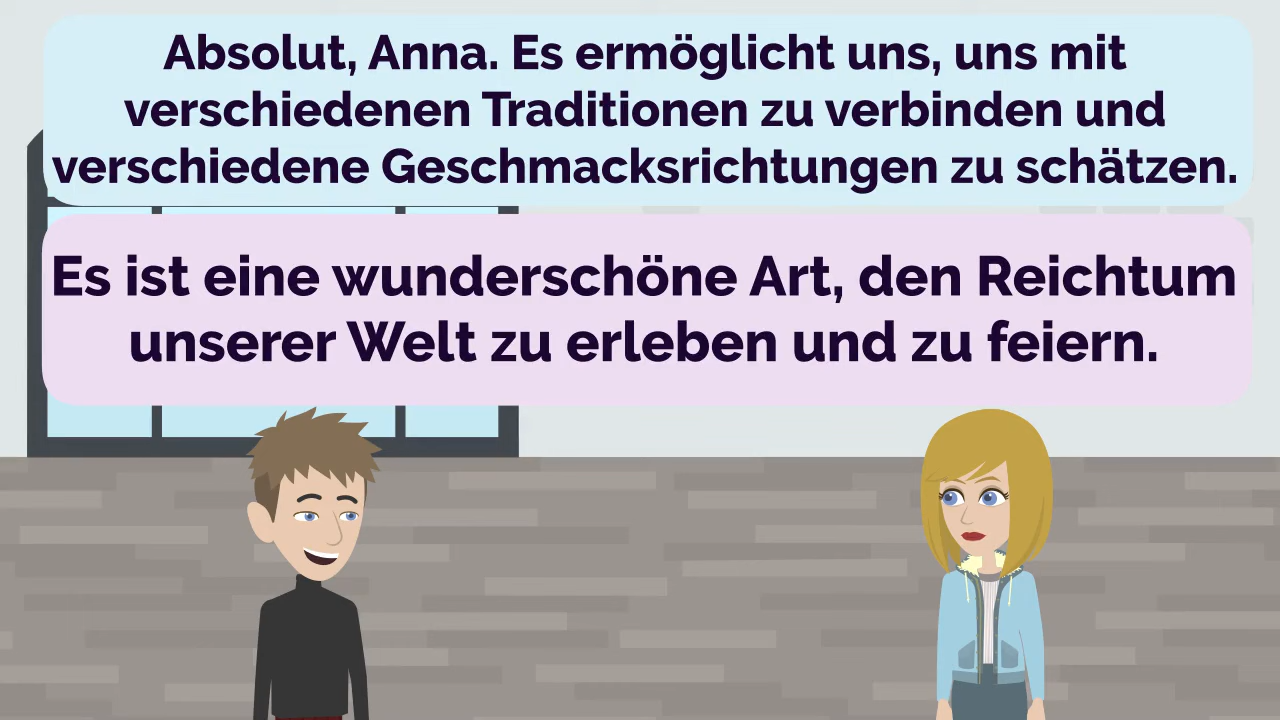 Absolut, Anna. Es ermöglicht uns, uns mit
verschiedenen Traditionen zu verbinden und
verschiedene Geschmacksrichtungen zu schätzen.
Es ist eine wunderschöne Art, den Reichtum
unserer Welt zu erleben und zu feiern.